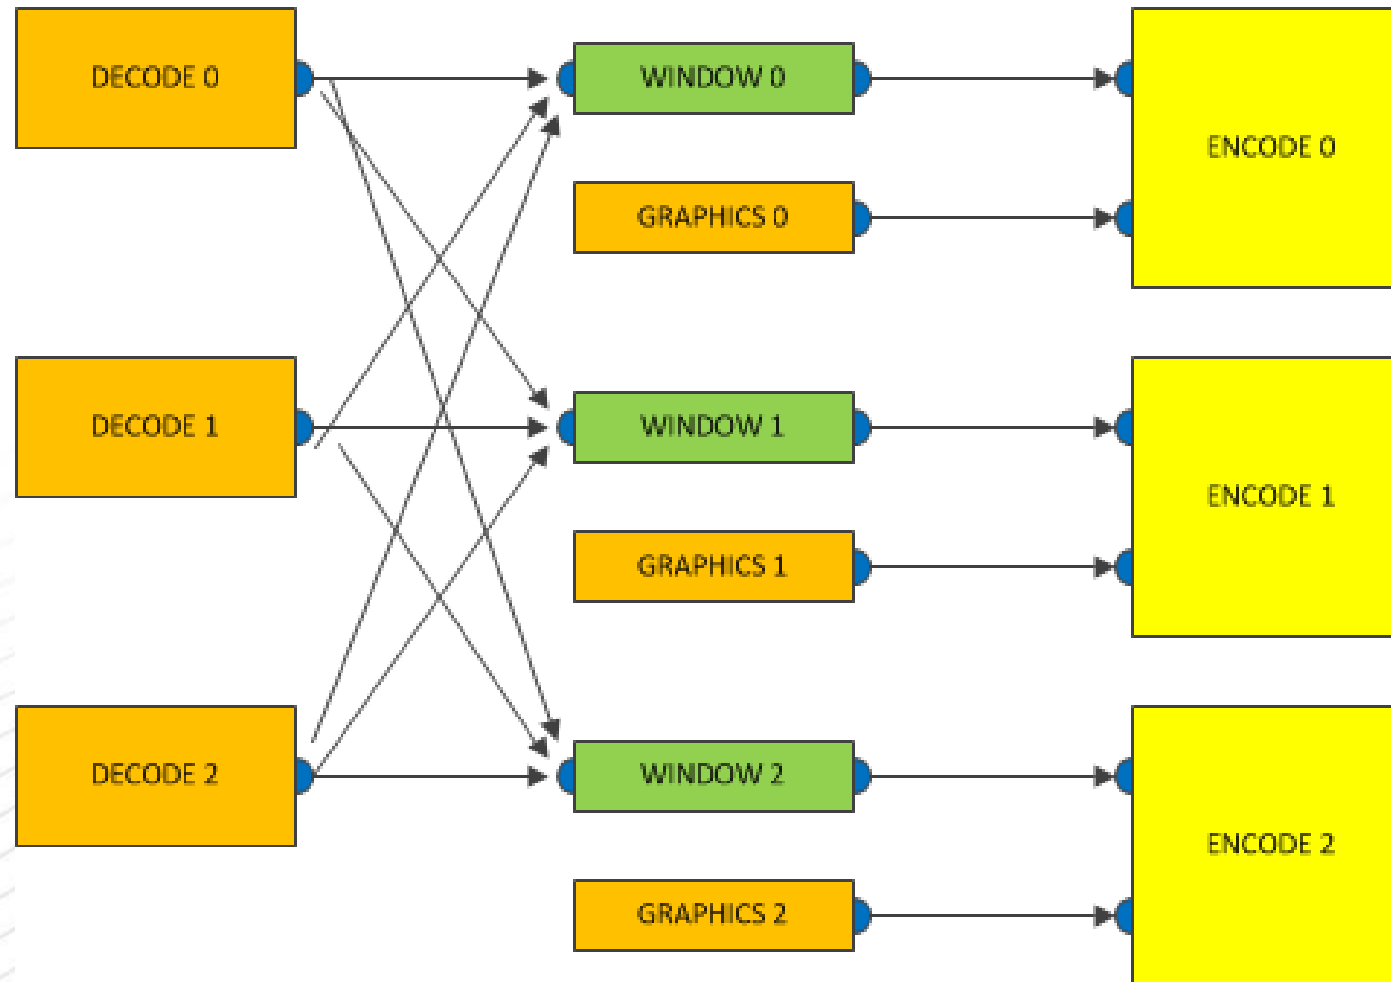 DECODE 0
WINDOW 0
ENCODE 0
GRAPHICS 0
DECODE 1
WINDOW 1
ENCODE 1
GRAPHICS 1
DECODE 2
WINDOW 2
ENCODE 2
GRAPHICS 2